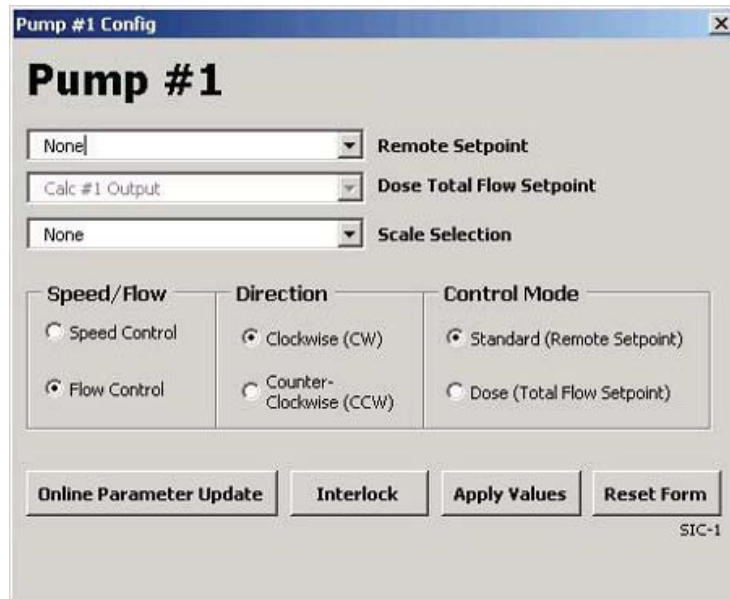 Pump #1 Config
Pump #1
None
Remote Setpoint
Calc #1 Output
Dose Total Flow Setpoint
None
Scale Selection
Speed/Flow
Speed Control
Flow Control
Direction
Clockwise (CW)
Counter-
Clockwise (CCW)
Control Mode
Standard (Remote Setpoint)
Dose (Total Flow Setpoint)
Online Parameter Update
Interlock
Apply Values
Reset Form
SIC-1